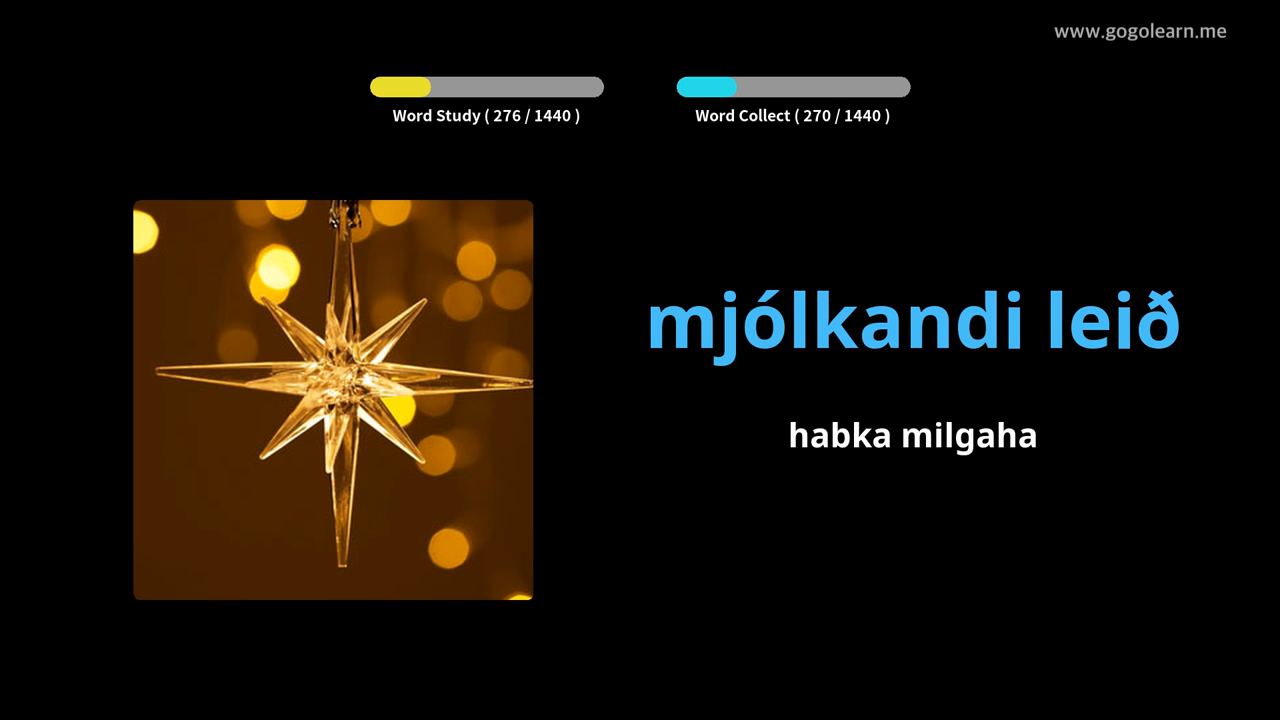 www.gogolearn.me
Word Study ( 276 / 1440 )
Word Collect ( 270 / 1440 )
mjólkandi leið
habka milgaha